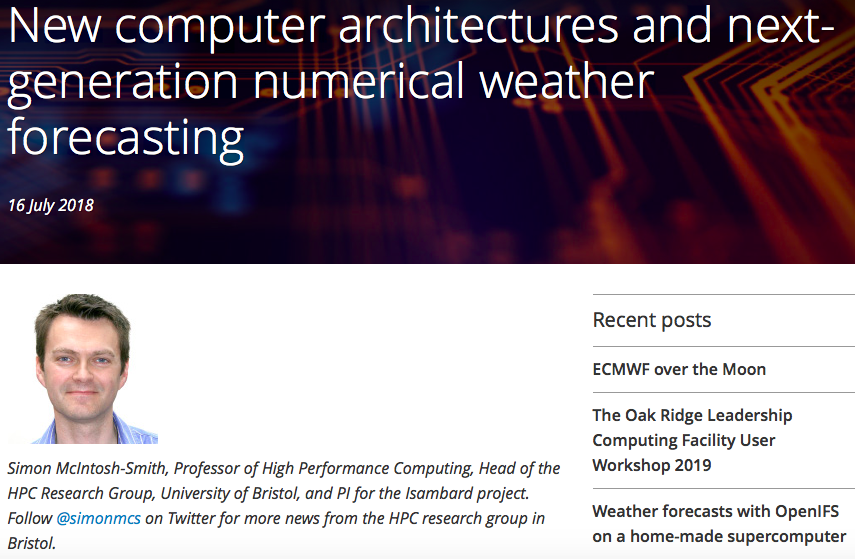 New computer architectures and next-
generation numerical weather
forecasting
16 July 2018
Simon McIntosh-Smith, Professor of High Performance Computing, Head of the
HPC Research Group, University of Bristol, and PI for the Isambard project.
Follow @simonmcs on Twitter for more news from the HPC research group in
Bristol.
Recent posts
ECMWF over the Moon
The Oak Ridge Leadership
Computing Facility User
Workshop 2019
Weather forecasts with OpenIFS
on a home-made supercomputer